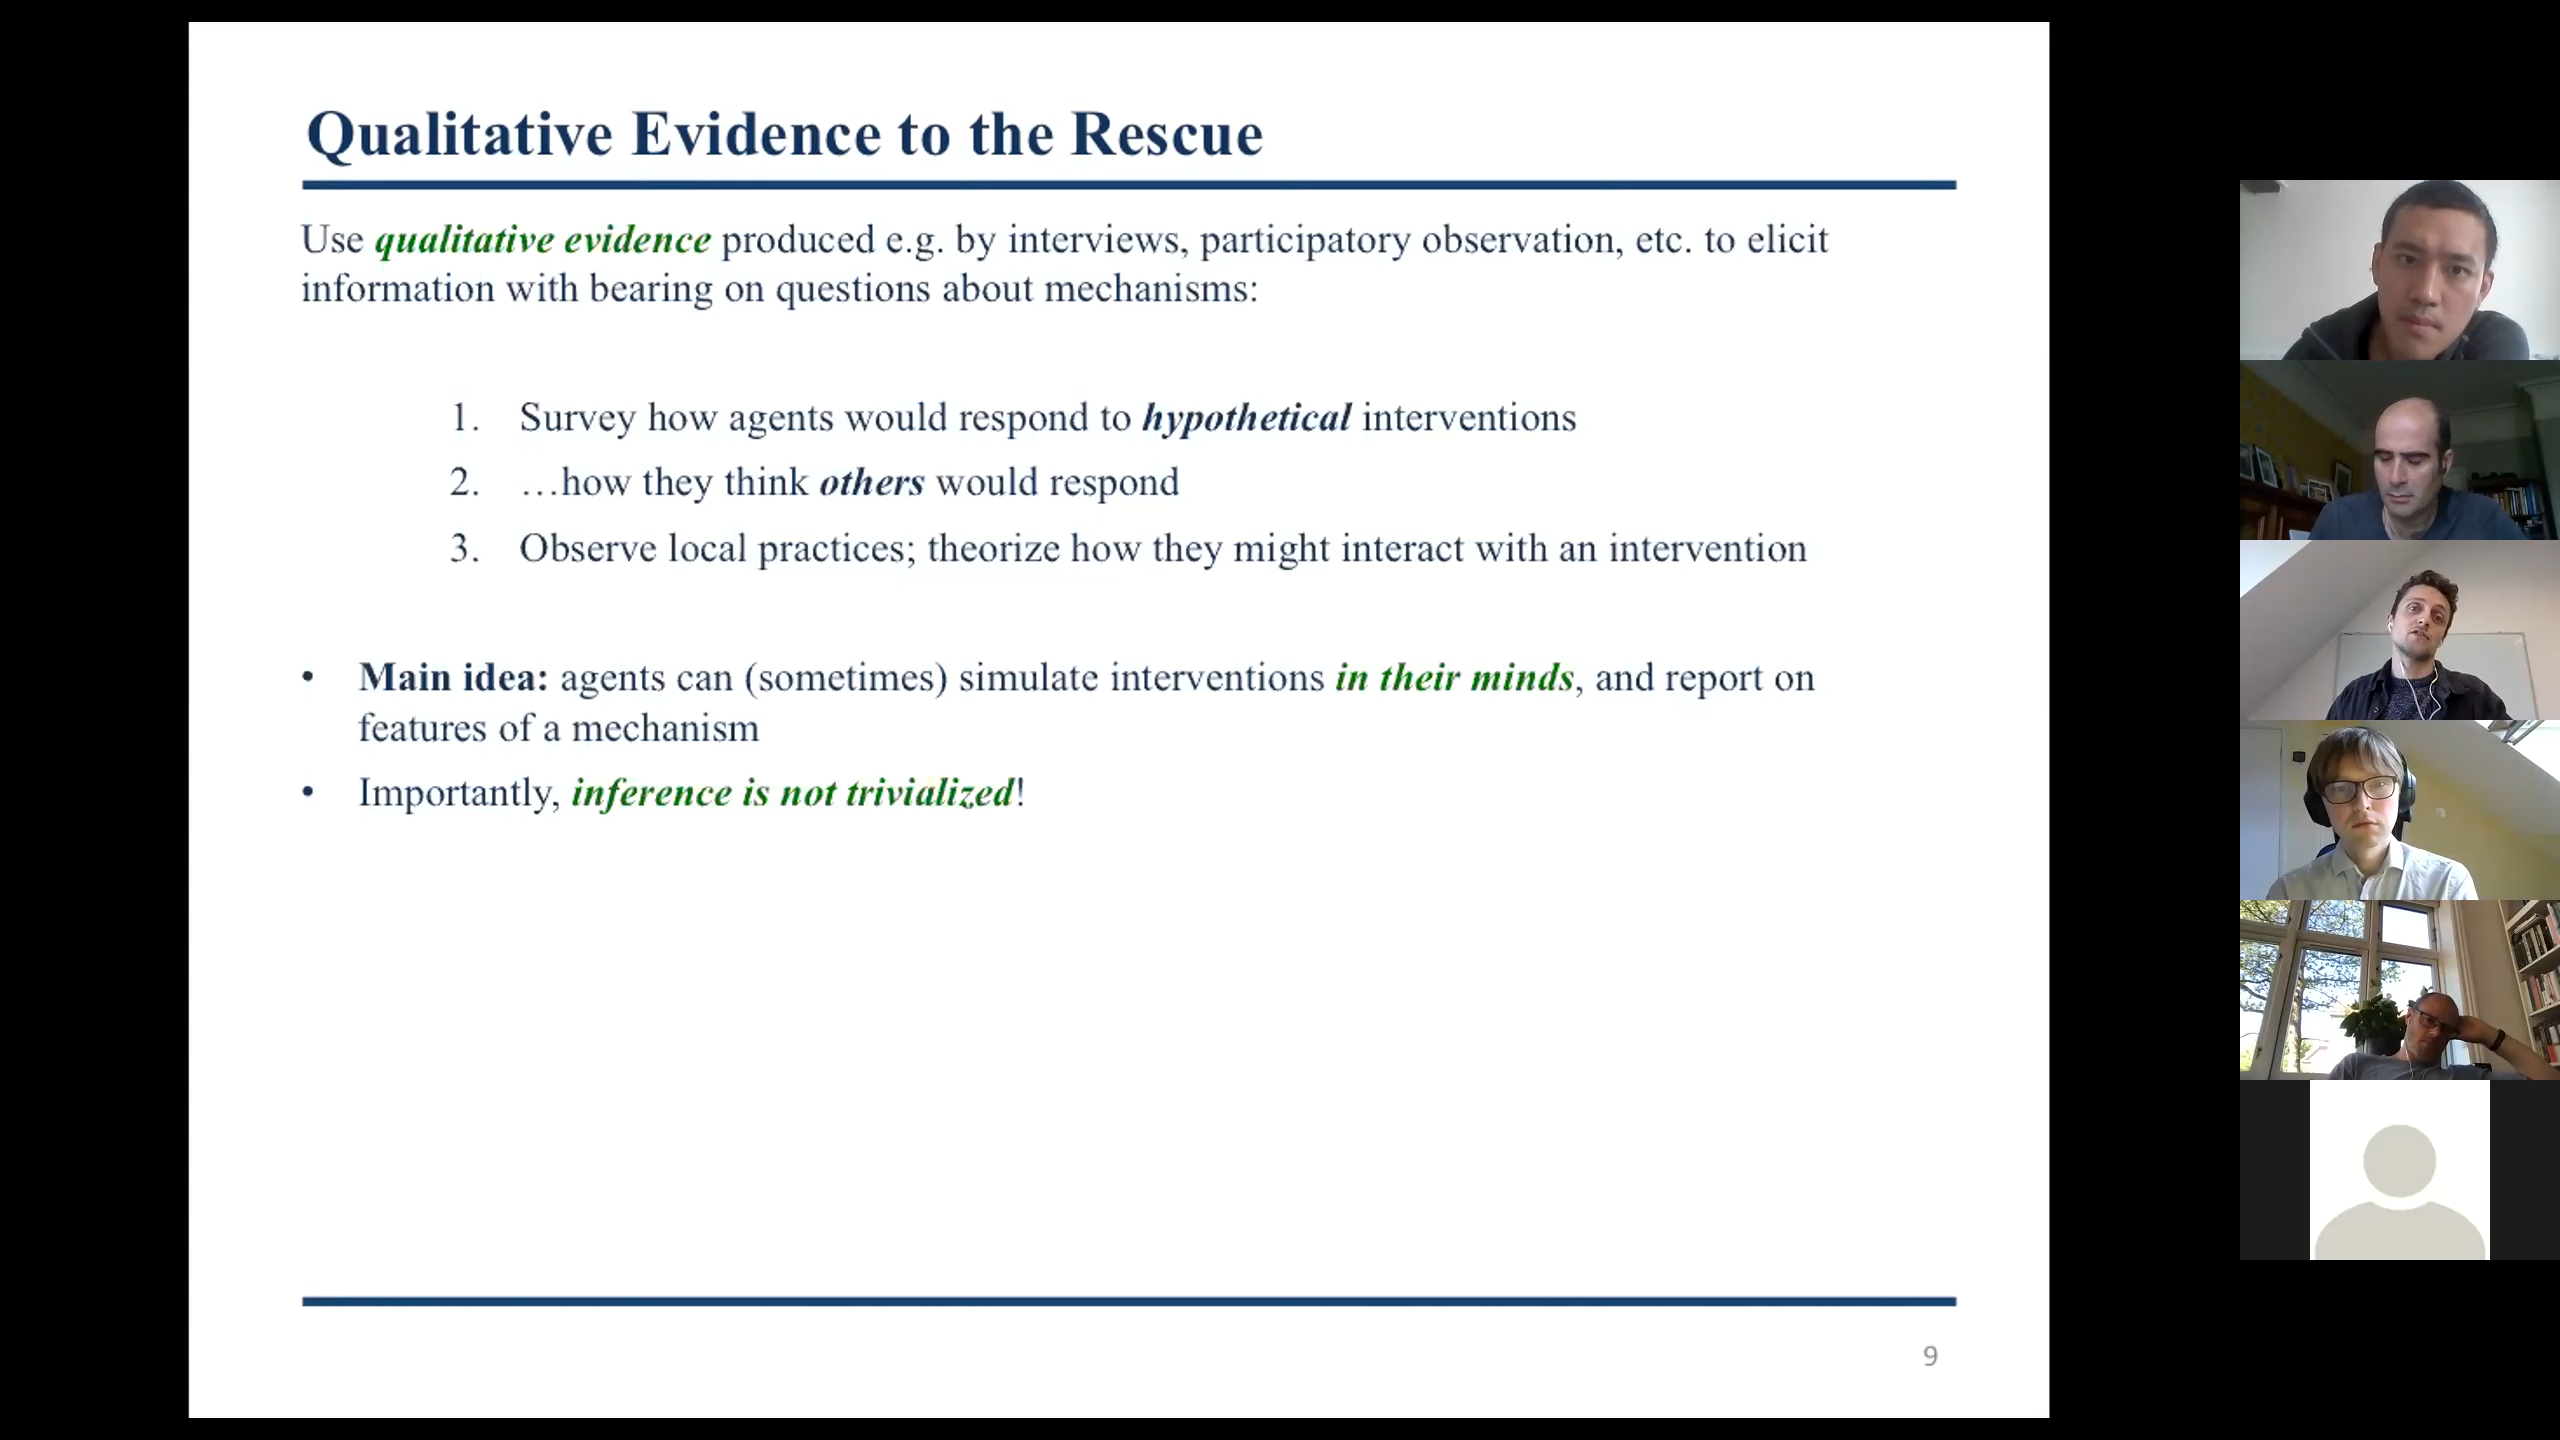 Qualitative Evidence to the Rescue
Use qualitative evidence produced e.g. by interviews, participatory observation, etc. to elicit
information with bearing on questions about mechanisms:
1. Survey how agents would respond to hypothetical interventions
2. …how they think others would respond
3. Observe local practices; theorize how they might interact with an intervention
• Main idea: agents can (sometimes) simulate interventions in their minds, and report on
features of a mechanism
• Importantly, inference is not trivialized!
9